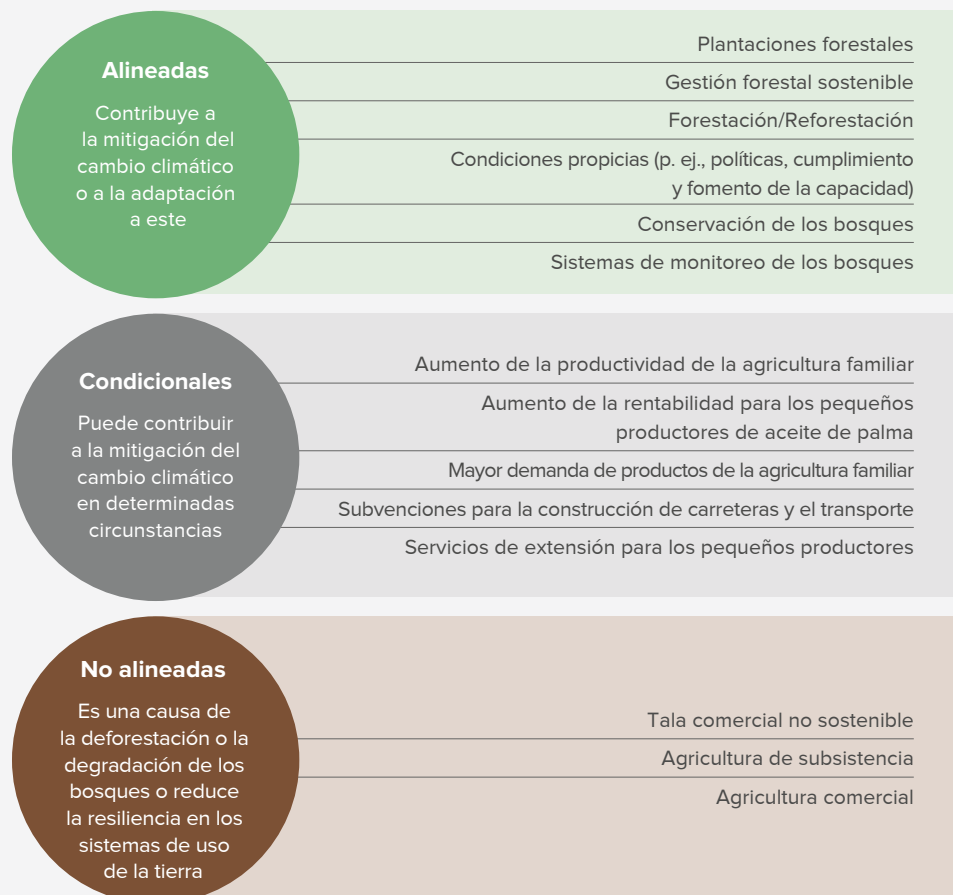 Alineadas
Contribuye a
la mitigación del
cambio climático
o a la adaptación
a este
Plantaciones forestales
Gestión forestal sostenible
Forestación/Reforestación
Condiciones propicias (p. ej., políticas, cumplimiento
y fomento de la capacidad)
Conservación de los bosques
Sistemas de monitoreo de los bosques
Condicionales
Puede contribuir
a la mitigación del
cambio climático
en determinadas
circunstancias
Aumento de la productividad de la agricultura familiar
Aumento de la rentabilidad para los pequeños
productores de aceite de palma
Mayor demanda de productos de la agricultura familiar
Subvenciones para la construcción de carreteras y el transporte
Servicios de extensión para los pequeños productores
No alineadas
Es una causa de
la deforestación o la
degradación de los
bosques o reduce
la resiliencia en los
sistemas de uso
de la tierra
Tala comercial no sostenible
Agricultura de subsistencia
Agricultura comercial